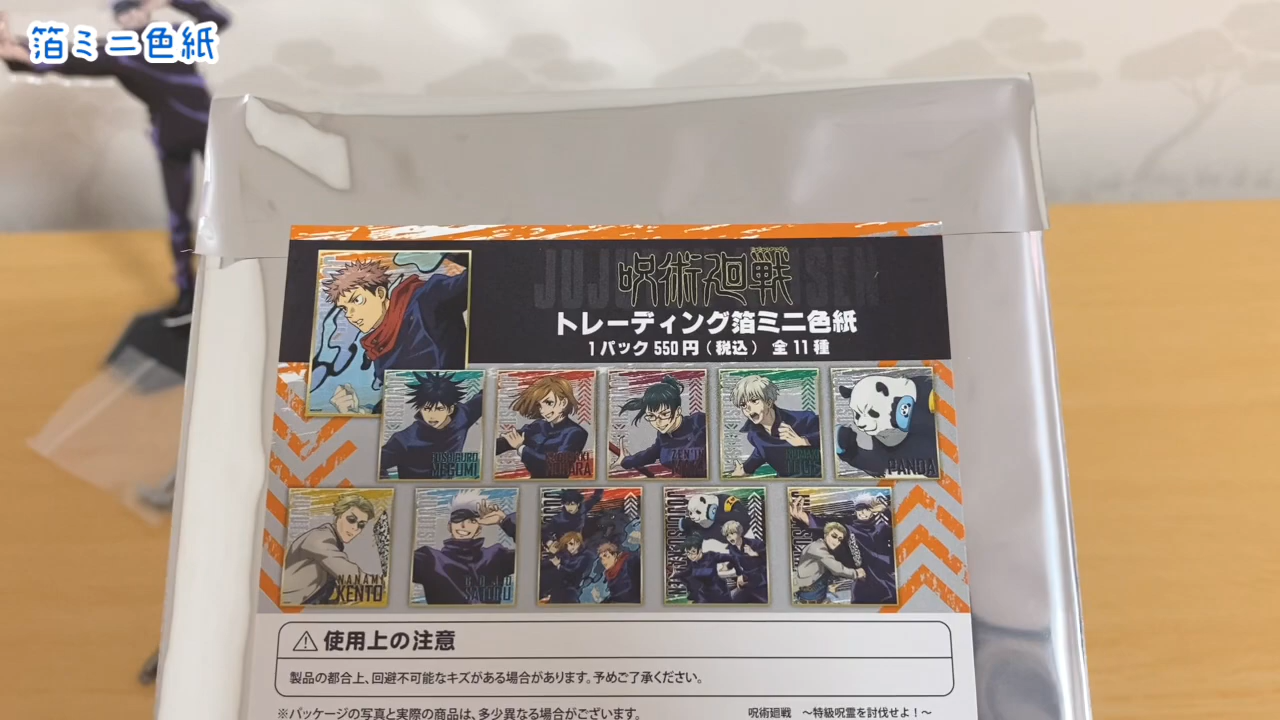 箔ミニ色紙
呪術廻戦
トレーディング箔ミニ色紙
1パック550円（税込） 全11種
FUSHIGURO
MEGUMI
PANDA
NANAMI
KENTO
GOJO
SATORU
⚠使用上の注意
製品の都合上、回避不可能なキズがある場合があります。予めご了承ください。
※パッケージの写真と実際の商品は、多少異なる場合がございます。
呪術廻戦　～特級呪霊を討伐せよ！～